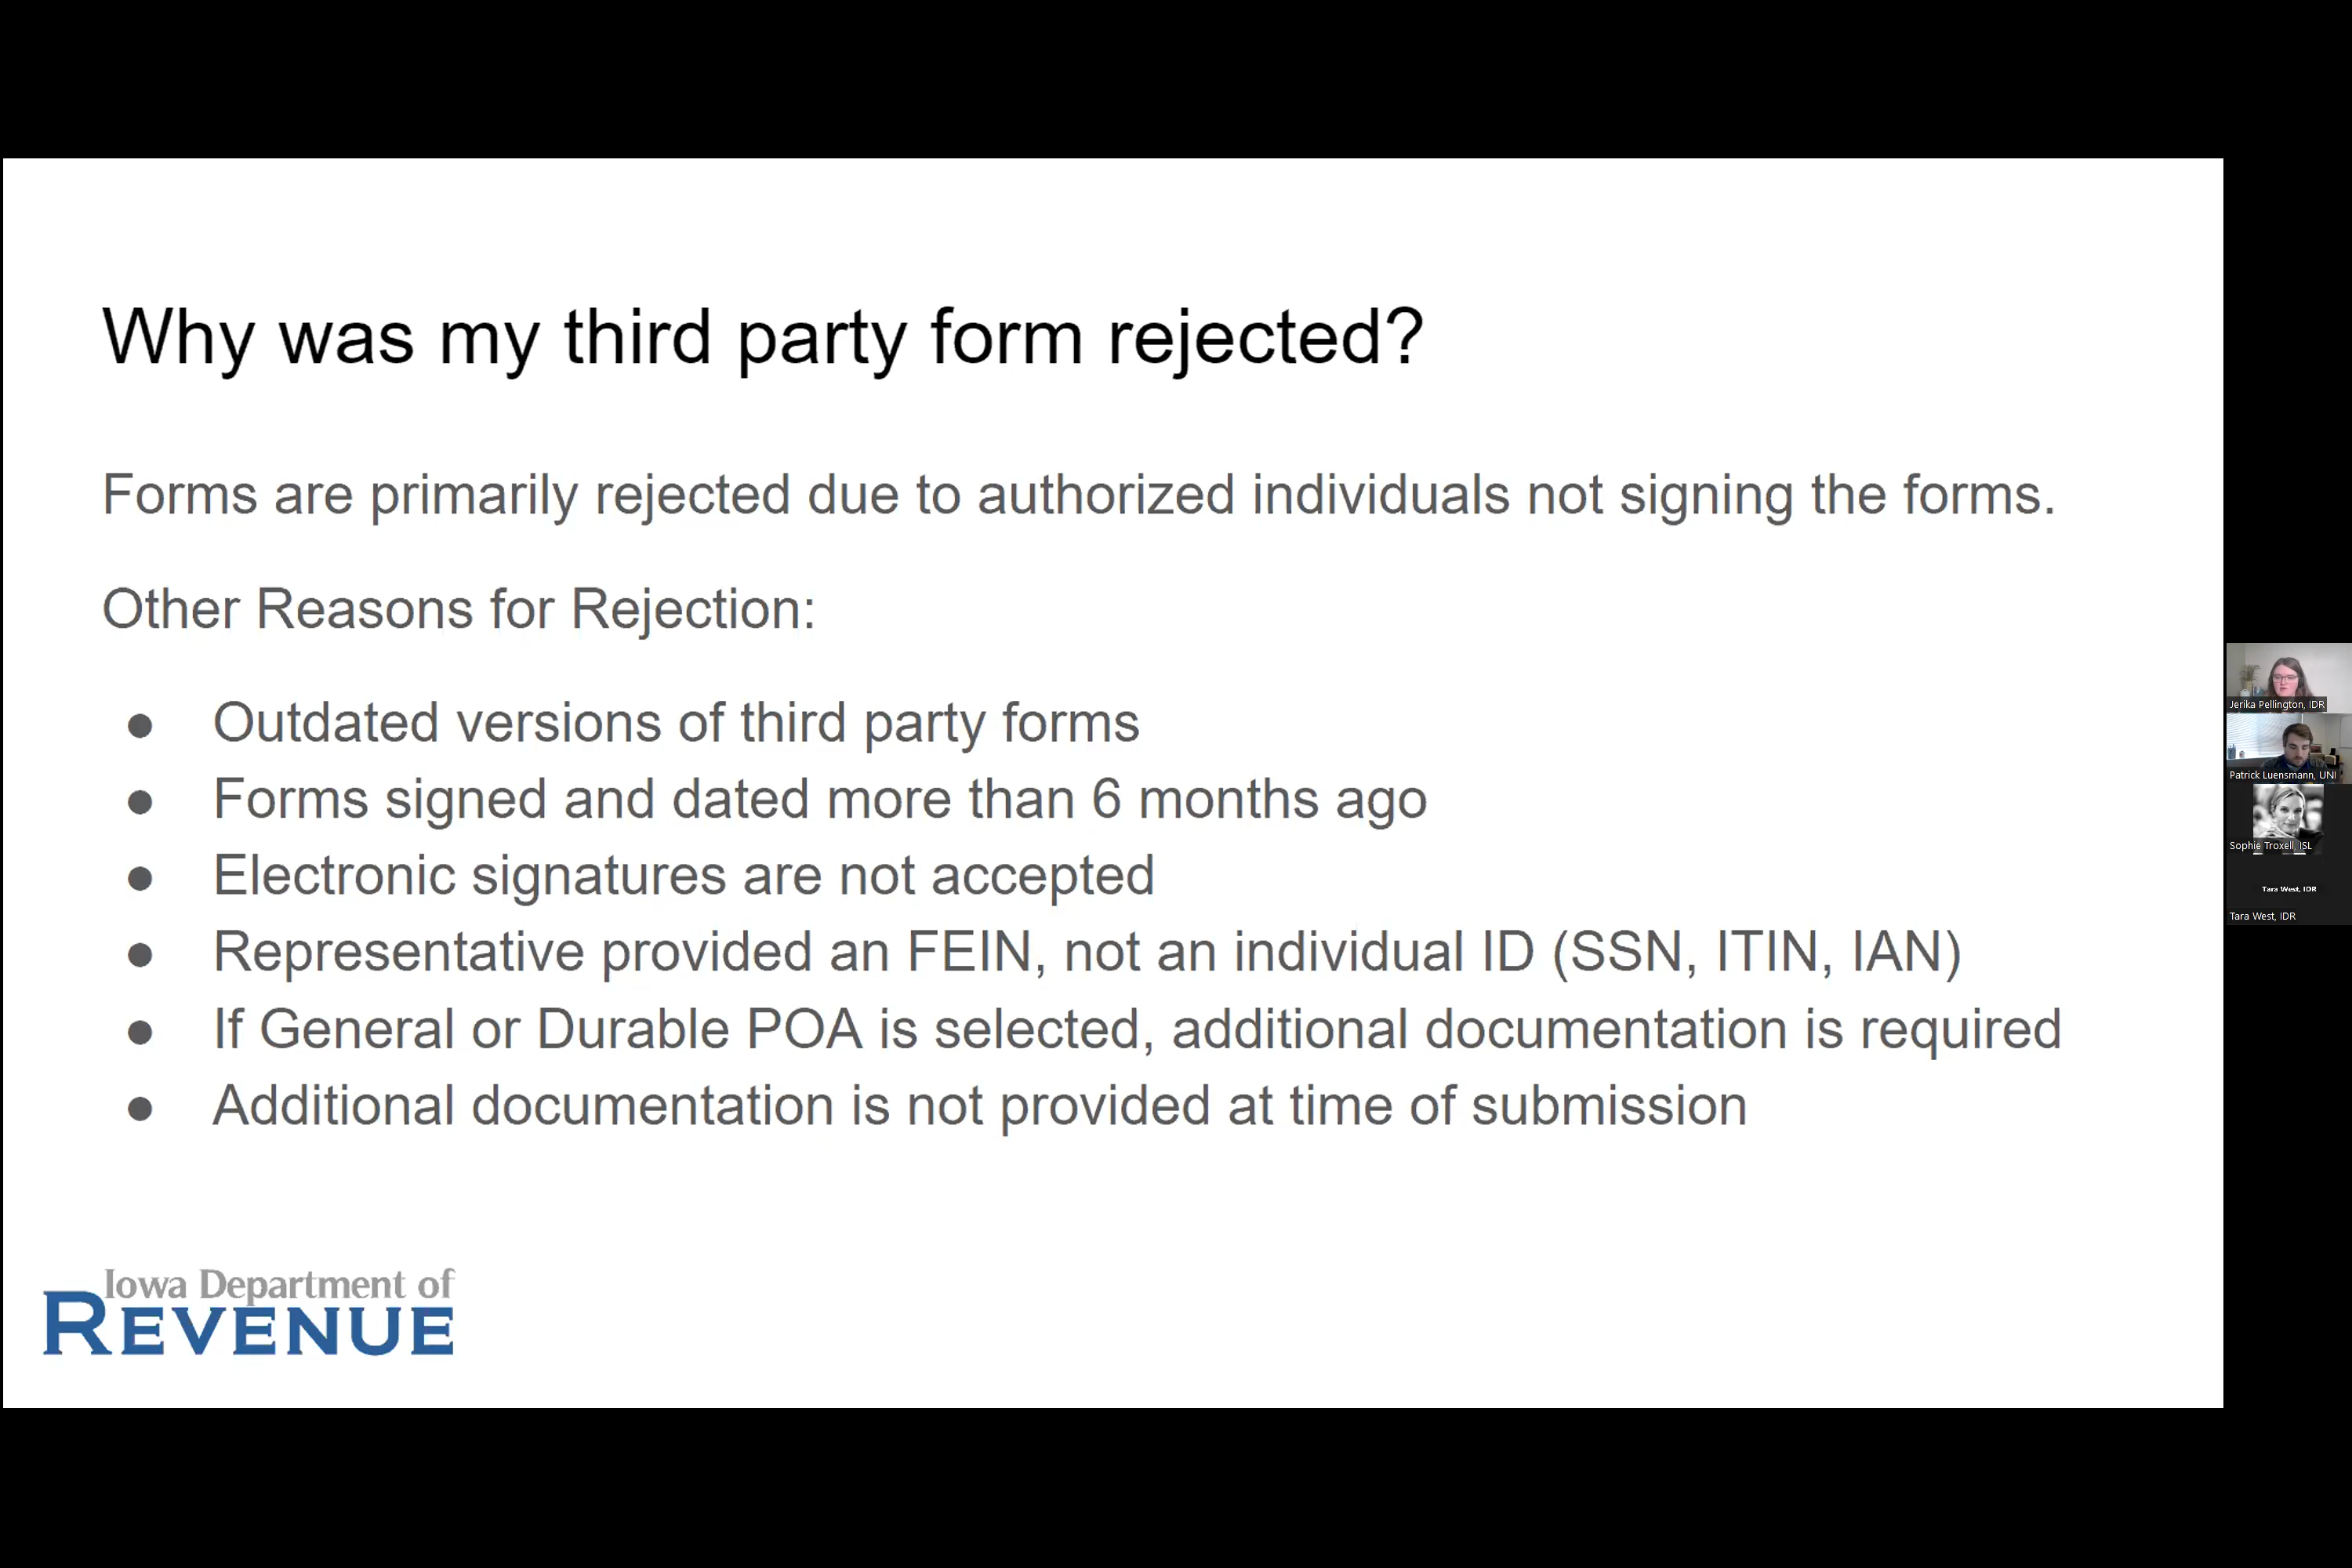 Why was my third party form rejected?
Forms are primarily rejected due to authorized individuals not signing the forms.
Other Reasons for Rejection:
● Outdated versions of third party forms
● Forms signed and dated more than 6 months ago
● Electronic signatures are not accepted
● Representative provided an FEIN, not an individual ID (SSN, ITIN, IAN)
● If General or Durable POA is selected, additional documentation is required
● Additional documentation is not provided at time of submission
Iowa Department of
REVENUE
Jerika Pellington, IDR
Patrick Luensmann, UNI
Sophie Troxell, ISL
Tara West, IDR
Tara West, IDR